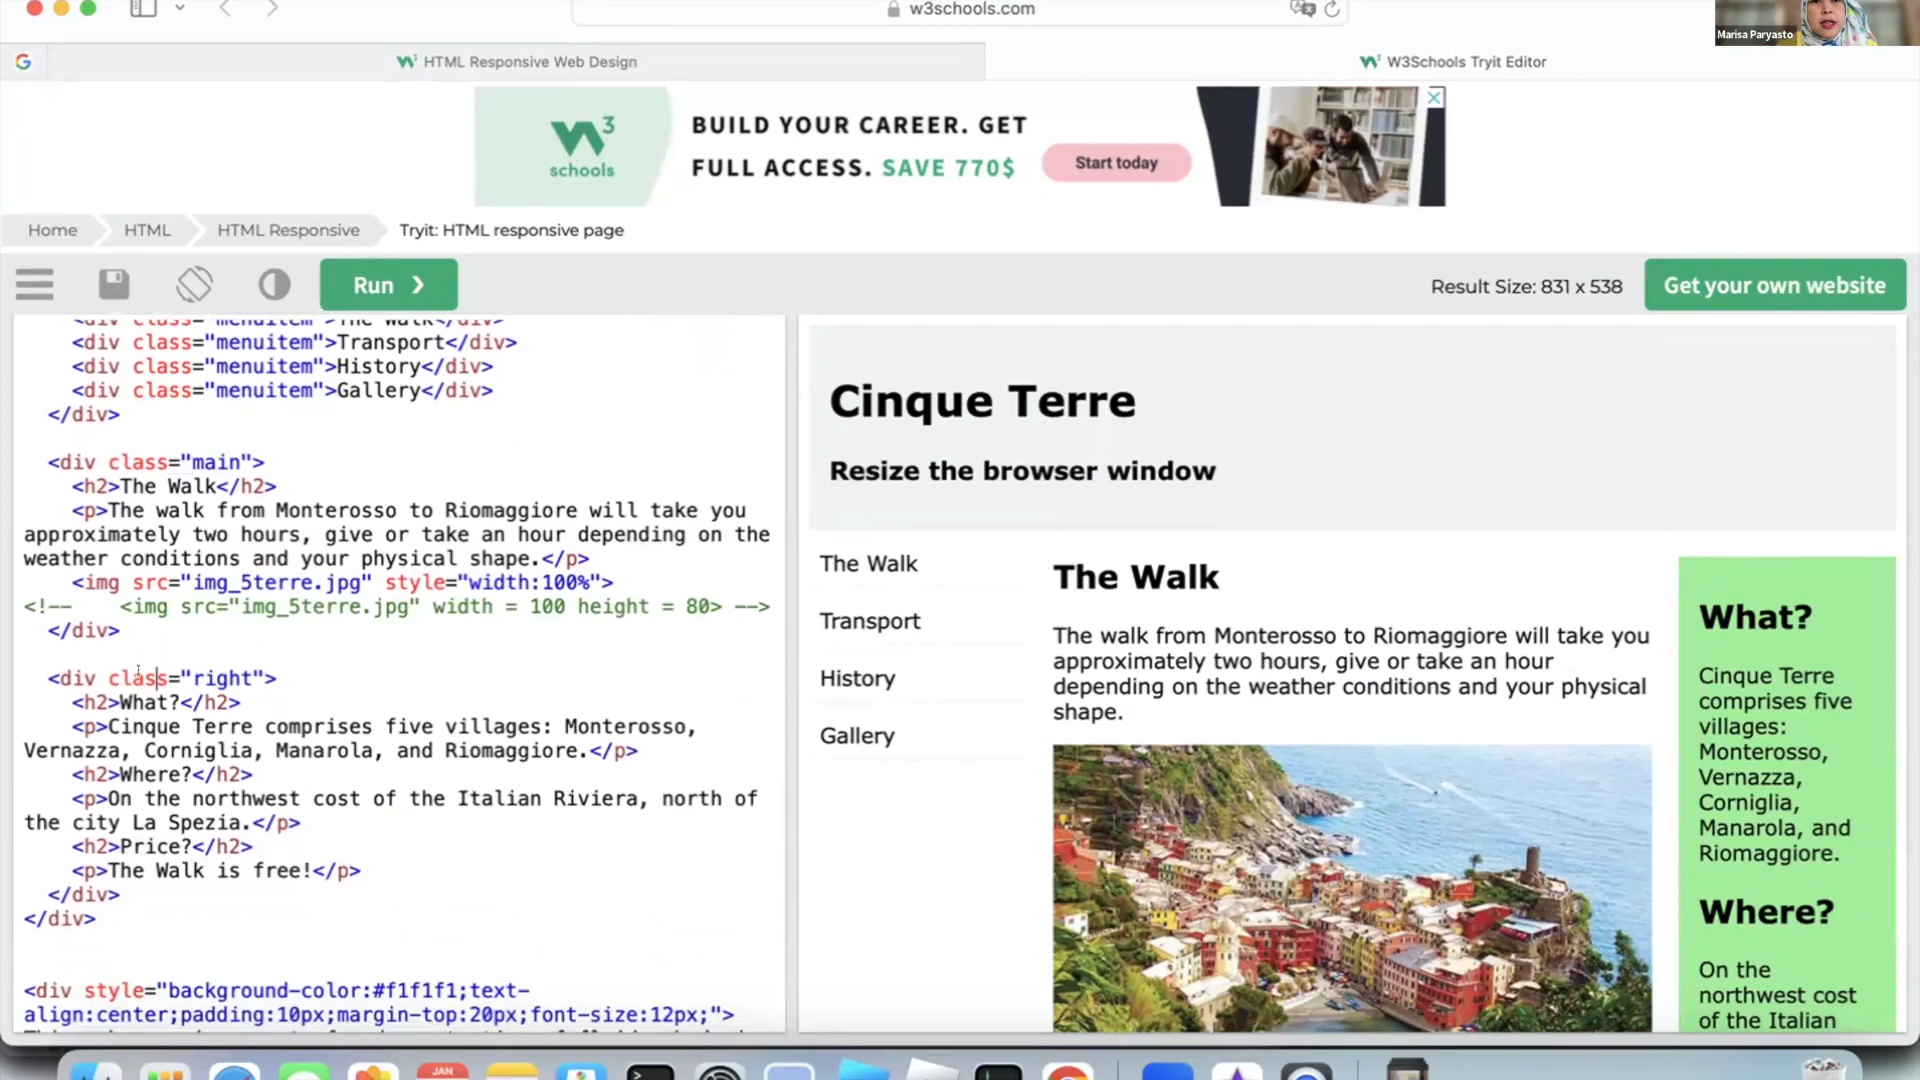 w3schools.com
Marisa Paryasto
HTML Responsive Web Design
W3Schools Tryit Editor
W3 schools
BUILD YOUR CAREER. GET
FULL ACCESS. SAVE 770$
Start today
Home
HTML
HTML Responsive
Tryit: HTML responsive page
Run ❯
Result Size: 831 x 538
Get your own website
<div class="menuitem">The Walk</div>
<div class="menuitem">Transport</div>
<div class="menuitem">History</div>
<div class="menuitem">Gallery</div>
</div>
<div class="main">
<h2>The Walk</h2>
<p>The walk from Monterosso to Riomaggiore will take you
approximately two hours, give or take an hour depending on the
weather conditions and your physical shape.</p>
<img src="img_5terre.jpg" style="width:100%">
<!-- <img src="img_5terre.jpg" width = 100 height = 80> -->
</div>
<div class="right">
<h2>What?</h2>
<p>Cinque Terre comprises five villages: Monterosso,
Vernazza, Corniglia, Manarola, and Riomaggiore.</p>
<h2>Where?</h2>
<p>On the northwest cost of the Italian Riviera, north of
the city La Spezia.</p>
<h2>Price?</h2>
<p>The Walk is free!</p>
</div>
</div>
<div style="background-color:#f1f1f1;text-
align:center;padding:10px;margin-top:20px;font-size:12px;">
Cinque Terre
Resize the browser window
The Walk
Transport
History
Gallery
The Walk
The walk from Monterosso to Riomaggiore will take you
approximately two hours, give or take an hour
depending on the weather conditions and your physical
shape.
What?
Cinque Terre
comprises five
villages:
Monterosso,
Vernazza,
Corniglia,
Manarola, and
Riomaggiore.
Where?
On the
northwest cost
of the Italian
JAN